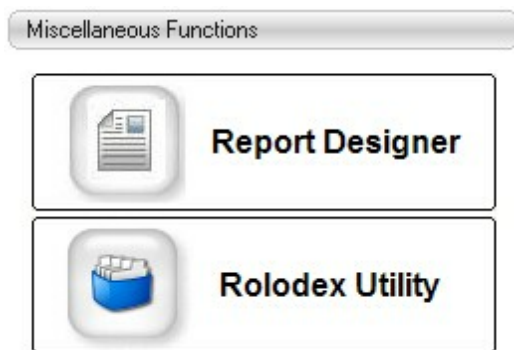 Miscellaneous Functions
Report Designer
Rolodex Utility